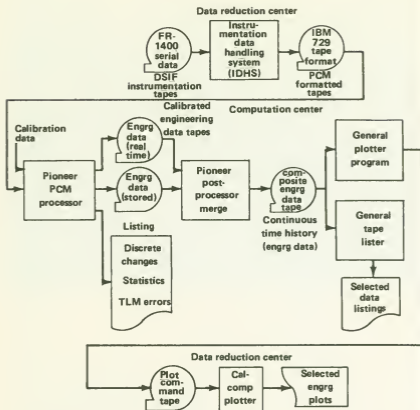 Data reduction center
FR-
1400
serial
data
DSIF
instrumentation
tapes
Instru-
mentation
data
handling
system
(IDHS)
IBM
729
tape
format
PCM
formatted
tapes
Calibrated
engineering
data tapes
Computation center
Calibration
data
Pioneer
PCM
processor
Engrg
data
(real
time)
Engrg
data
(stored)
Pioneer
post-
processor
merge
com-
posite
engrg
data
tape
Continuous
time history
(engrg data)
General
plotter
program
General
tape
lister
Selected
data
listings
Listing
Discrete
changes
Statistics
TLM errors
Data reduction center
Plot
com-
mand
tape
Cal-
comp
plotter
Selected
engrg
plots